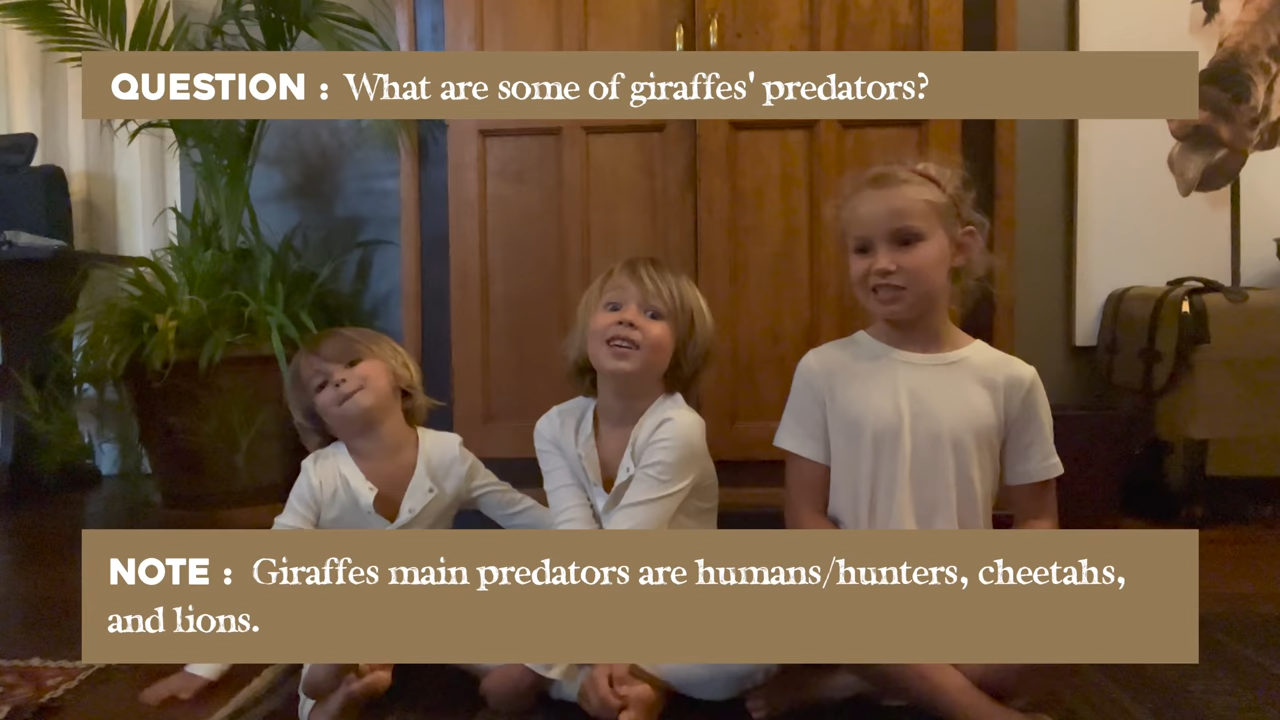 QUESTION : What are some of giraffes' predators?
NOTE : Giraffes main predators are humans/hunters, cheetahs,
and lions.